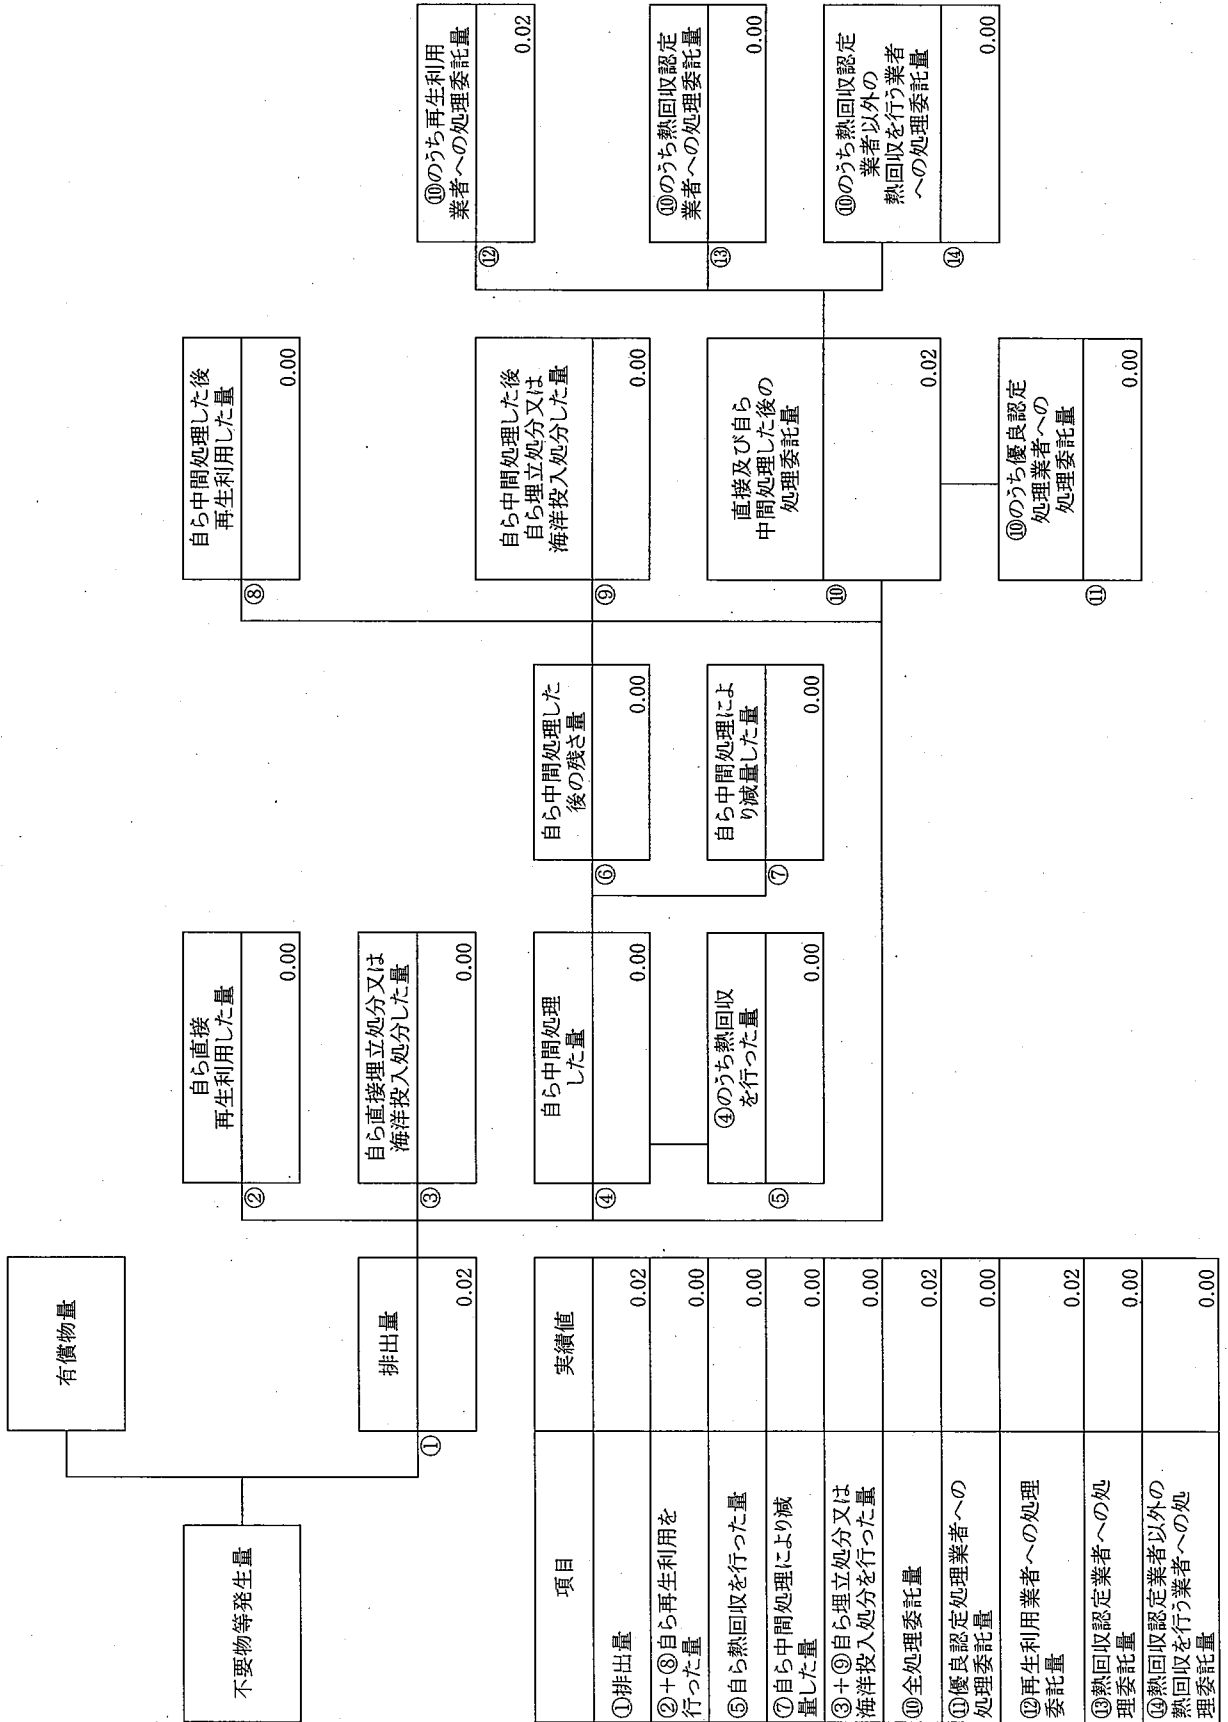 不要物等発生量
有償物量
①
排出量
0.02
②
自ら直接
再生利用した量
0.00
③
自ら直接埋立処分又は
海洋投入処分した量
0.00
④
自ら中間処理
した量
0.00
⑤
④のうち熱回収
を行った量
0.00
⑥
自ら中間処理した
後の残さ量
0.00
⑦
自ら中間処理によ
り減量した量
0.00
⑧
自ら中間処理した後
再生利用した量
0.00
⑨
自ら中間処理した後
自ら埋立処分又は
海洋投入処分した量
0.00
⑩
直接及び自ら
中間処理した後の
処理委託量
0.02
⑪
⑩のうち優良認定
処理業者への
処理委託量
0.00
⑫
⑩のうち再生利用
業者への処理委託量
0.02
⑬
⑩のうち熱回収認定
業者への処理委託量
0.00
⑭
⑩のうち熱回収認定
業者以外の
熱回収を行う業者
への処理委託量
0.00
項目
実績値
①排出量
0.02
②+⑧自ら再生利用を
行った量
0.00
⑤自ら熱回収を行った量
0.00
⑦自ら中間処理により減
量した量
0.00
③+⑨自ら埋立処分又は
海洋投入処分を行った量
0.00
⑩全処理委託量
0.02
⑪優良認定処理業者への
処理委託量
0.00
⑫再生利用業者への処理
委託量
0.02
⑬熱回収認定業者への処
理委託量
0.00
⑭熱回収認定業者以外の
熱回収を行う業者への処
理委託量
0.00